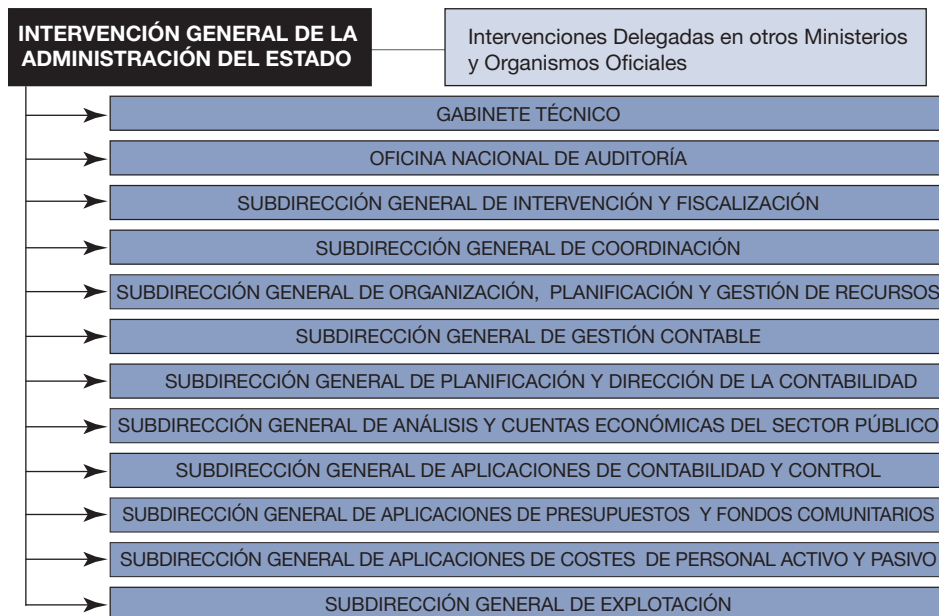 INTERVENCIÓN GENERAL DE LA
ADMINISTRACIÓN DEL ESTADO
Intervenciones Delegadas en otros Ministerios
y Organismos Oficiales
GABINETE TÉCNICO
OFICINA NACIONAL DE AUDITORÍA
SUBDIRECCIÓN GENERAL DE INTERVENCIÓN Y FISCALIZACIÓN
SUBDIRECCIÓN GENERAL DE COORDINACIÓN
SUBDIRECCIÓN GENERAL DE ORGANIZACIÓN, PLANIFICACIÓN Y GESTIÓN DE RECURSOS
SUBDIRECCIÓN GENERAL DE GESTIÓN CONTABLE
SUBDIRECCIÓN GENERAL DE PLANIFICACIÓN Y DIRECCIÓN DE LA CONTABILIDAD
SUBDIRECCIÓN GENERAL DE ANÁLISIS Y CUENTAS ECONÓMICAS DEL SECTOR PÚBLICO
SUBDIRECCIÓN GENERAL DE APLICACIONES DE CONTABILIDAD Y CONTROL
SUBDIRECCIÓN GENERAL DE APLICACIONES DE PRESUPUESTOS Y FONDOS COMUNITARIOS
SUBDIRECCIÓN GENERAL DE APLICACIONES DE COSTES DE PERSONAL ACTIVO Y PASIVO
SUBDIRECCIÓN GENERAL DE EXPLOTACIÓN